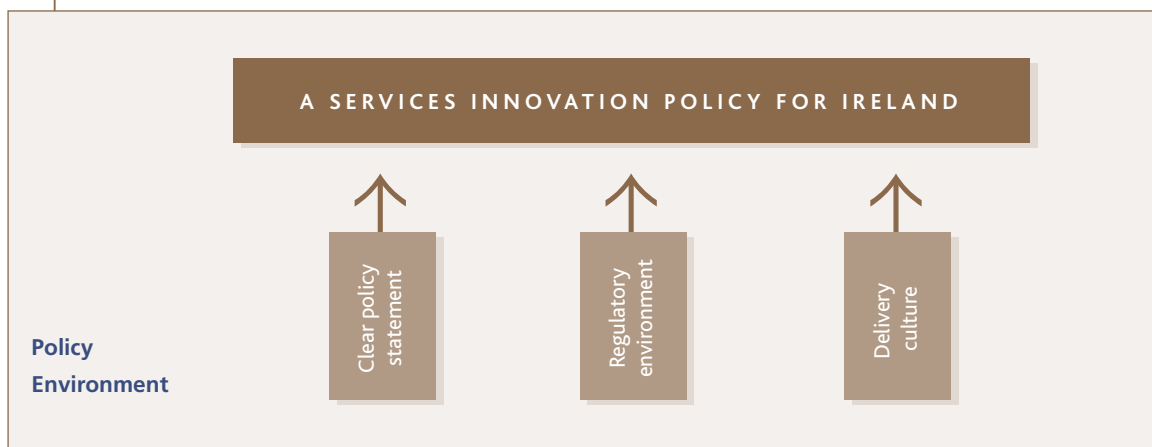 A SERVICES INNOVATION POLICY FOR IRELAND
Clear policy
statement
Regulatory
environment
Delivery
culture
Policy
Environment